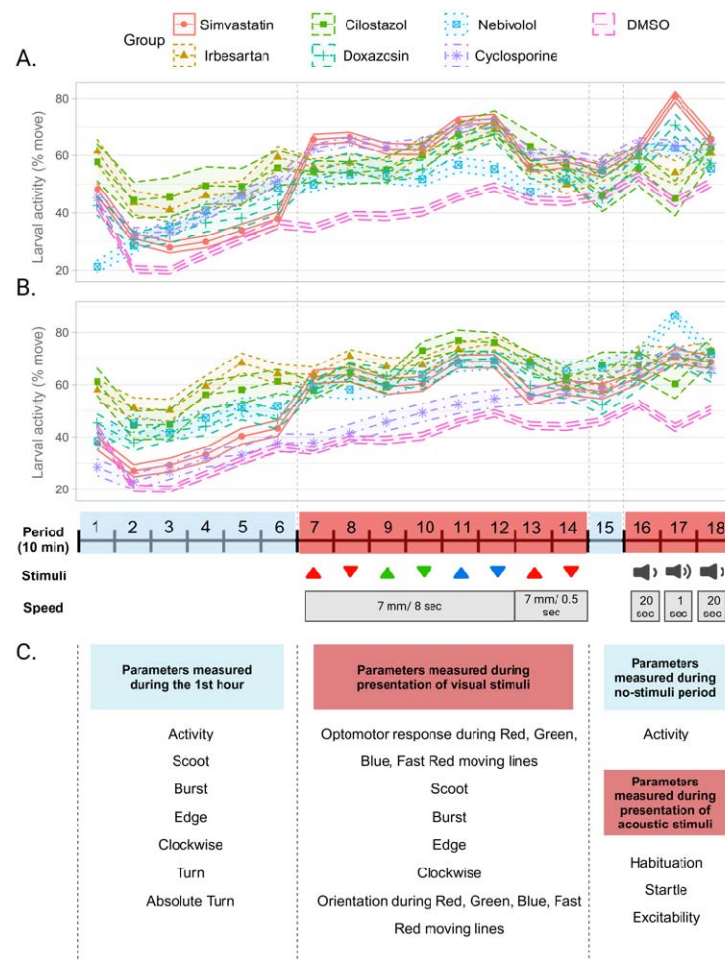 Group
Simvastatin
Cilostazol
Nebivolol
DMSO
Irbesartan
Doxazosin
Cyclosporine
A.
Larval activity (% move)
80
60
40
20
B.
Larval activity (% move)
80
60
40
20
Period
(10 min)
1 2 3 4 5 6 7 8 9 10 11 12 13 14 15 16 17 18
Stimuli
Speed
7 mm/ 8 sec
7 mm/ 0.5
sec
20
sec
1
sec
20
sec
C.
Parameters measured
during the 1st hour
Activity
Scoot
Burst
Edge
Clockwise
Turn
Absolute Turn
Parameters measured during
presentation of visual stimuli
Optomotor response during Red, Green,
Blue, Fast Red moving lines
Scoot
Burst
Edge
Clockwise
Orientation during Red, Green, Blue, Fast
Red moving lines
Parameters
measured during
no-stimuli period
Activity
Parameters
measured during
presentation of
acoustic stimuli
Habituation
Startle
Excitability